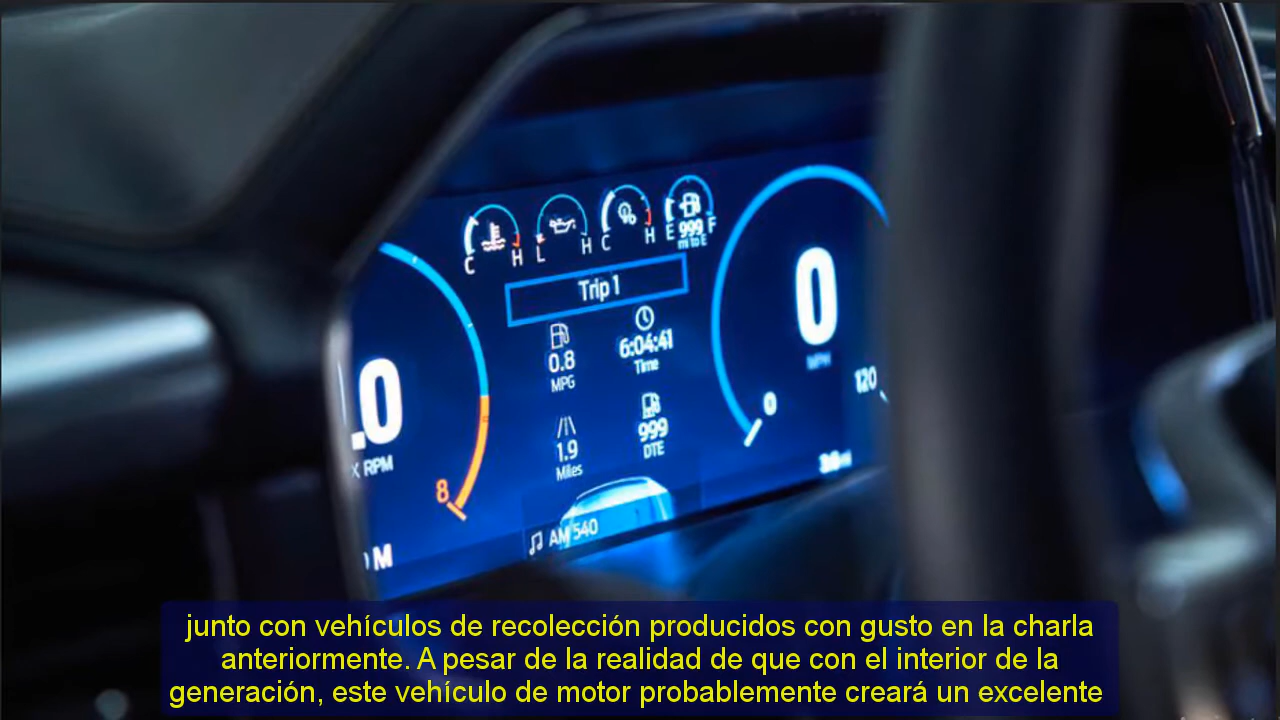 C H
L H
C H
E 999 F
mi to E
Trip 1
0.8
MPG
6:04:41
Time
1.9
Miles
999
DTE
.0
X RPM
8
M
0
MPH
0
120
AM 540
junto con vehículos de recolección producidos con gusto en la charla
anteriormente. A pesar de la realidad de que con el interior de la
generación, este vehículo de motor probablemente creará un excelente